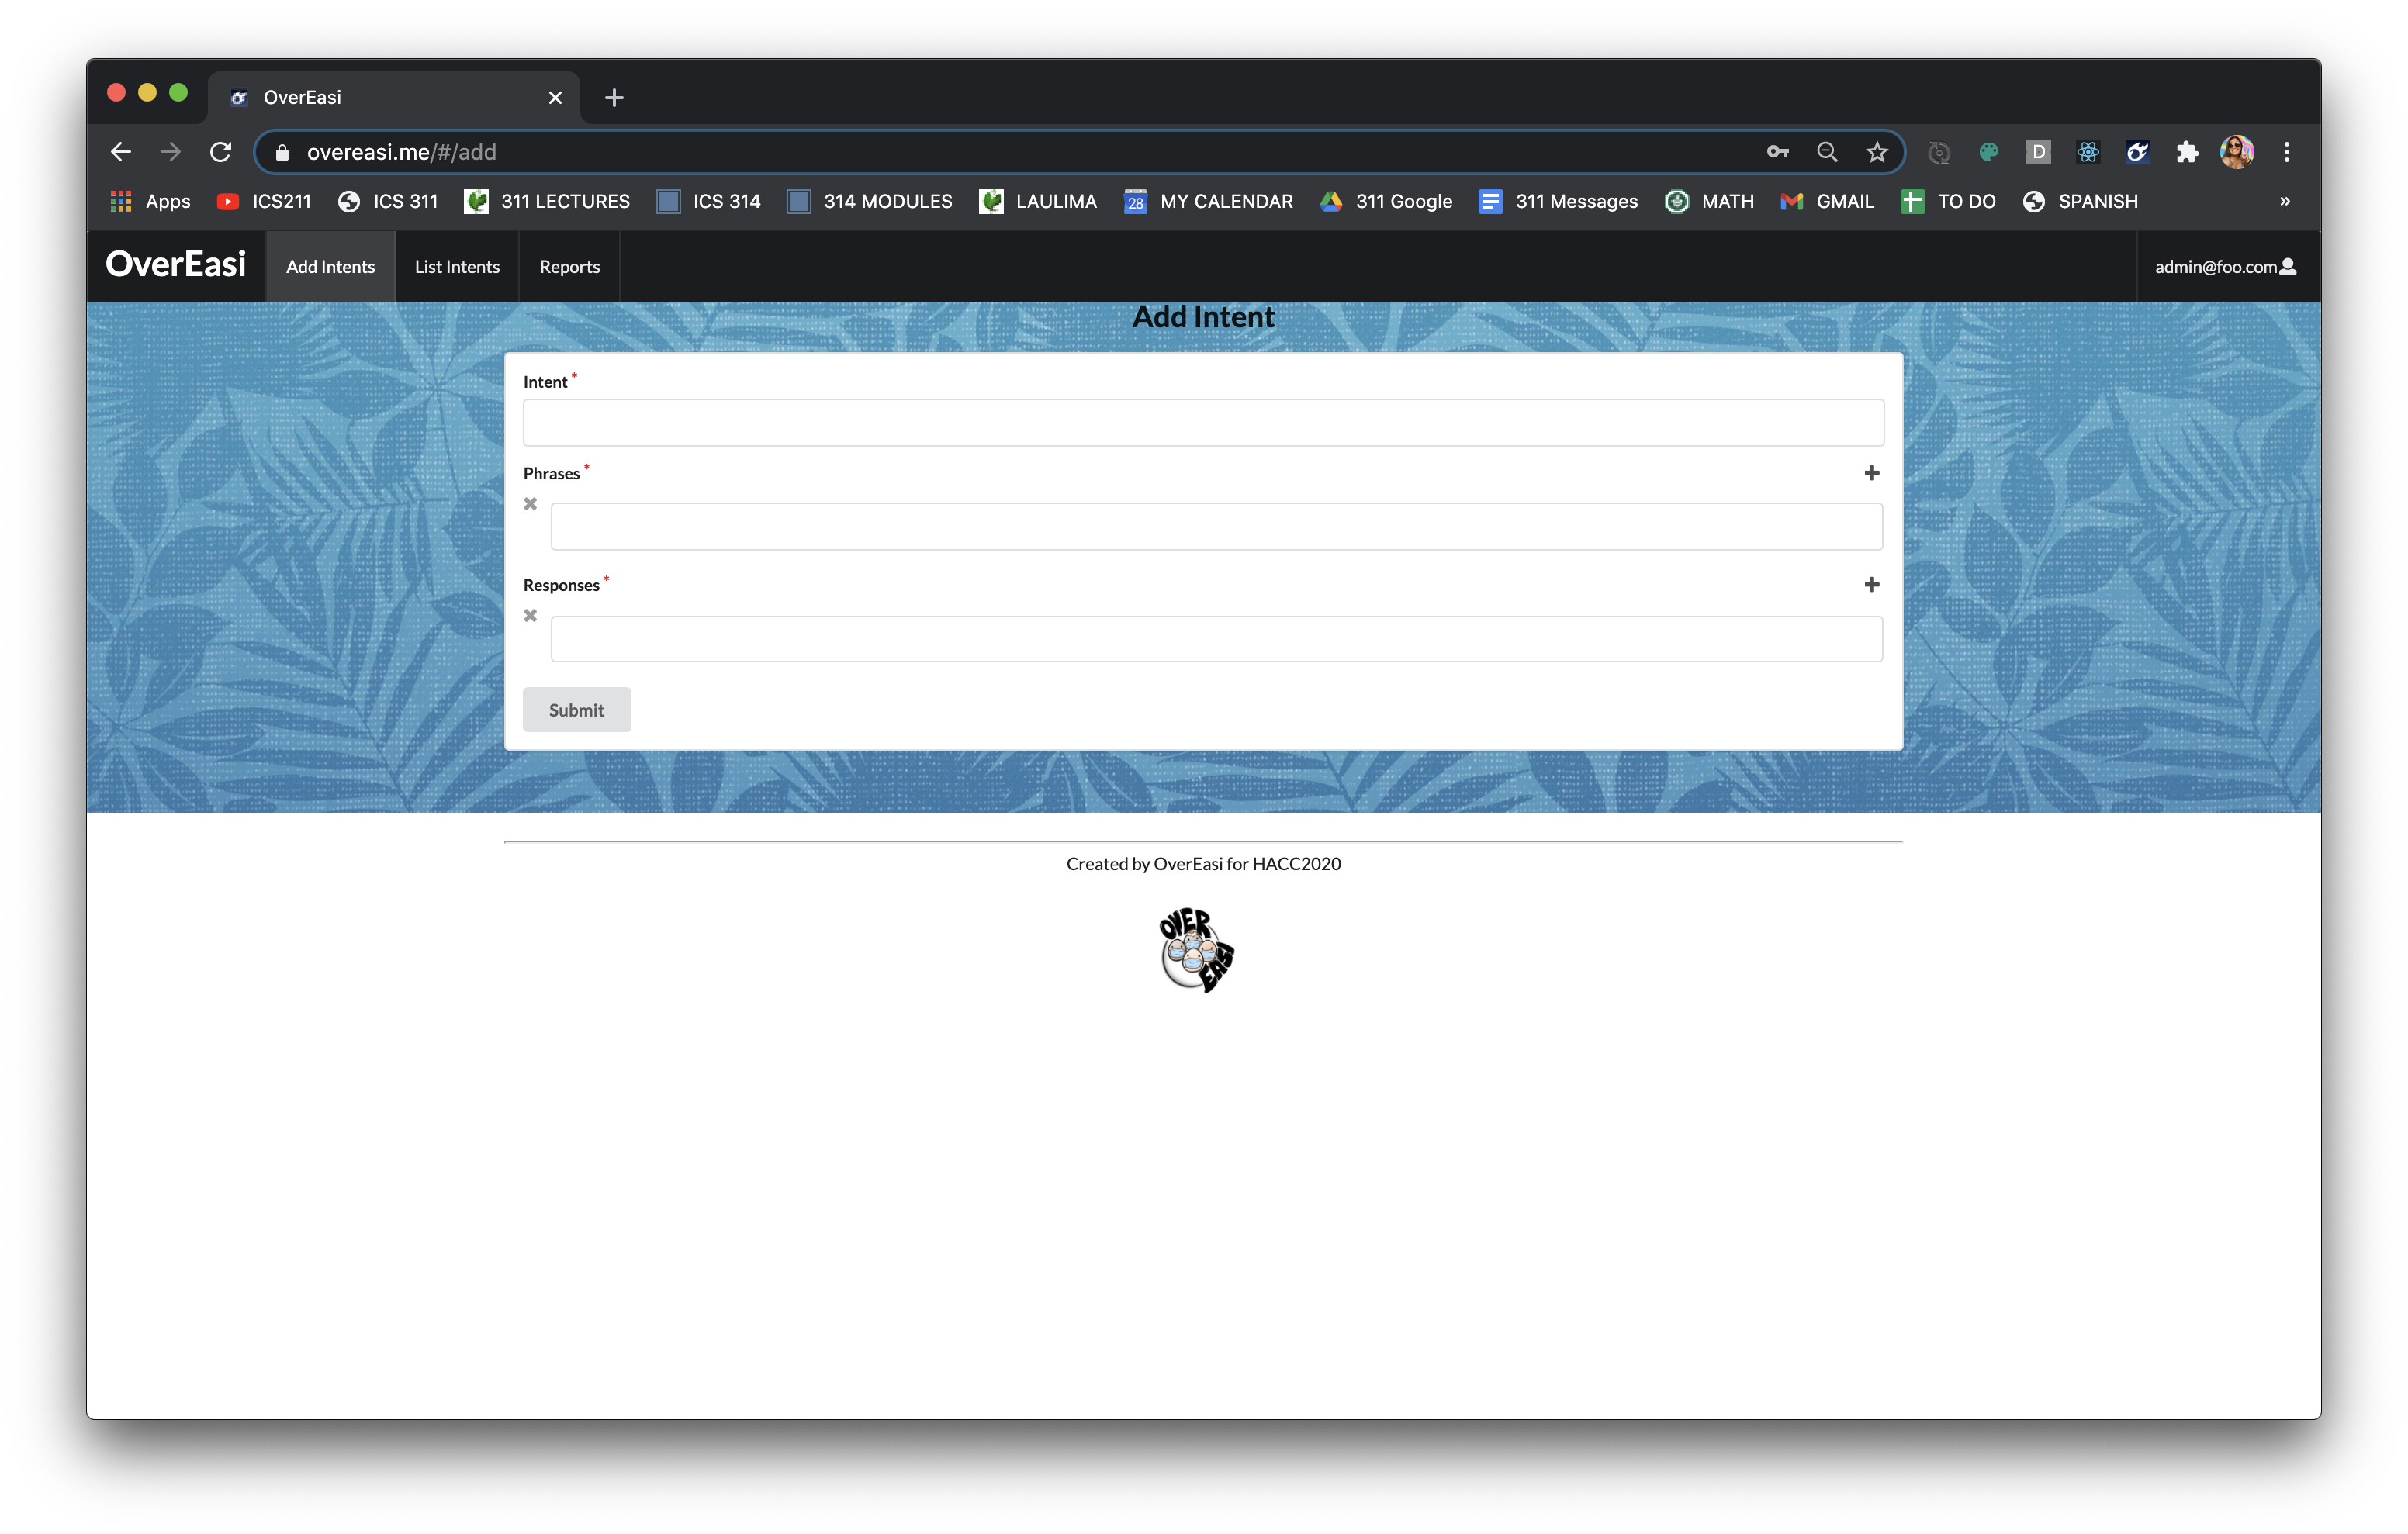 OverEasi
overeasi.me/#/add
D
Apps ICS211 ICS 311 311 LECTURES ICS 314 314 MODULES LAULIMA 28 MY CALENDAR 311 Google 311 Messages MATH GMAIL TO DO SPANISH »
OverEasi Add Intents List Intents Reports admin@foo.com
Add Intent
Intent *
Phrases *
Responses *
Submit
Created by OverEasi for HACC2020
OVER
EASI